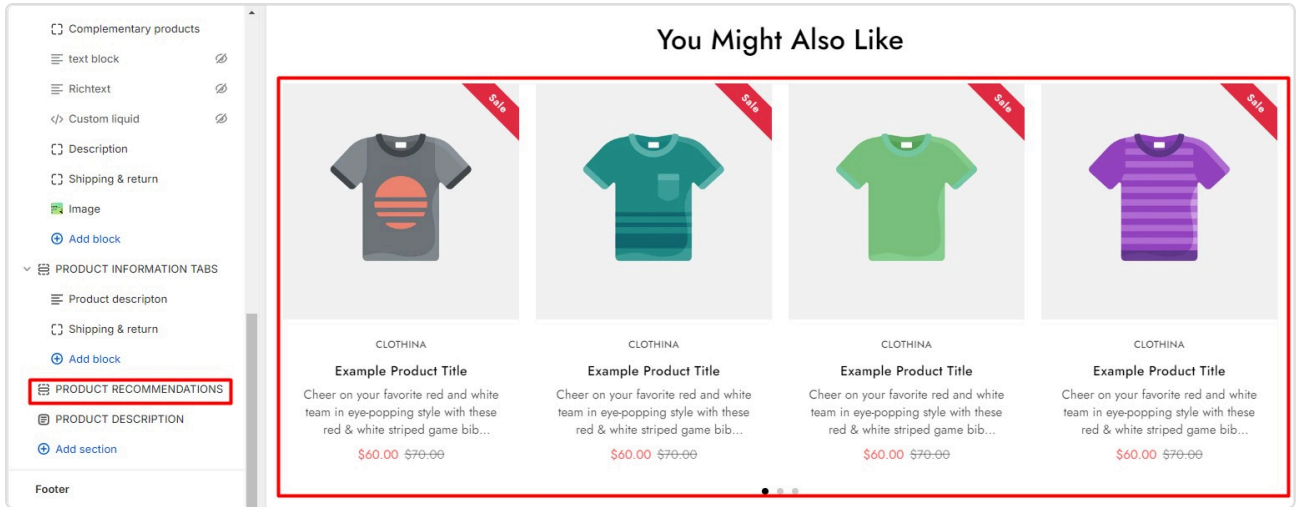 Complementary products
text block
Richtext
Custom liquid
Description
Shipping & return
Image
Add block
PRODUCT INFORMATION TABS
Product descripton
Shipping & return
Add block
PRODUCT RECOMMENDATIONS
PRODUCT DESCRIPTION
Add section
Footer
You Might Also Like
Sale
CLOTHINA
Example Product Title
Cheer on your favorite red and white
team in eye-popping style with these
red & white striped game bib...
$60.00 $70.00
Sale
CLOTHINA
Example Product Title
Cheer on your favorite red and white
team in eye-popping style with these
red & white striped game bib...
$60.00 $70.00
Sale
CLOTHINA
Example Product Title
Cheer on your favorite red and white
team in eye-popping style with these
red & white striped game bib...
$60.00 $70.00
Sale
CLOTHINA
Example Product Title
Cheer on your favorite red and white
team in eye-popping style with these
red & white striped game bib...
$60.00 $70.00